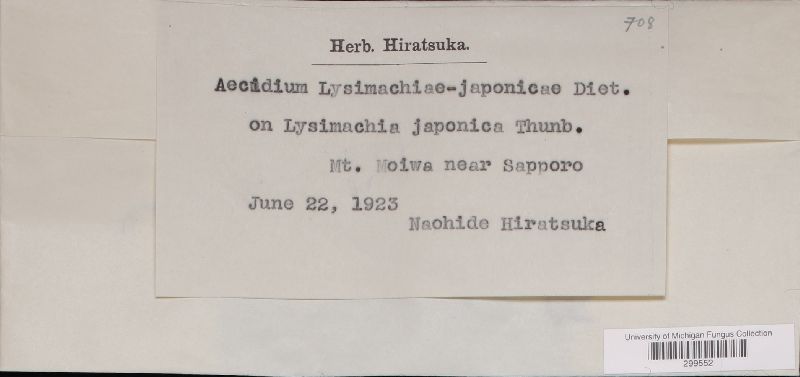 708
Herb. Hiratsuka.
Aecidium Lysimachiae-japonicae Diet.
on Lysimachia japonica Thunb.
Mt. Moiwa near Sapporo
June 22, 1923
Naohide Hiratsuka
University of Michigan Fungus Collection
299552